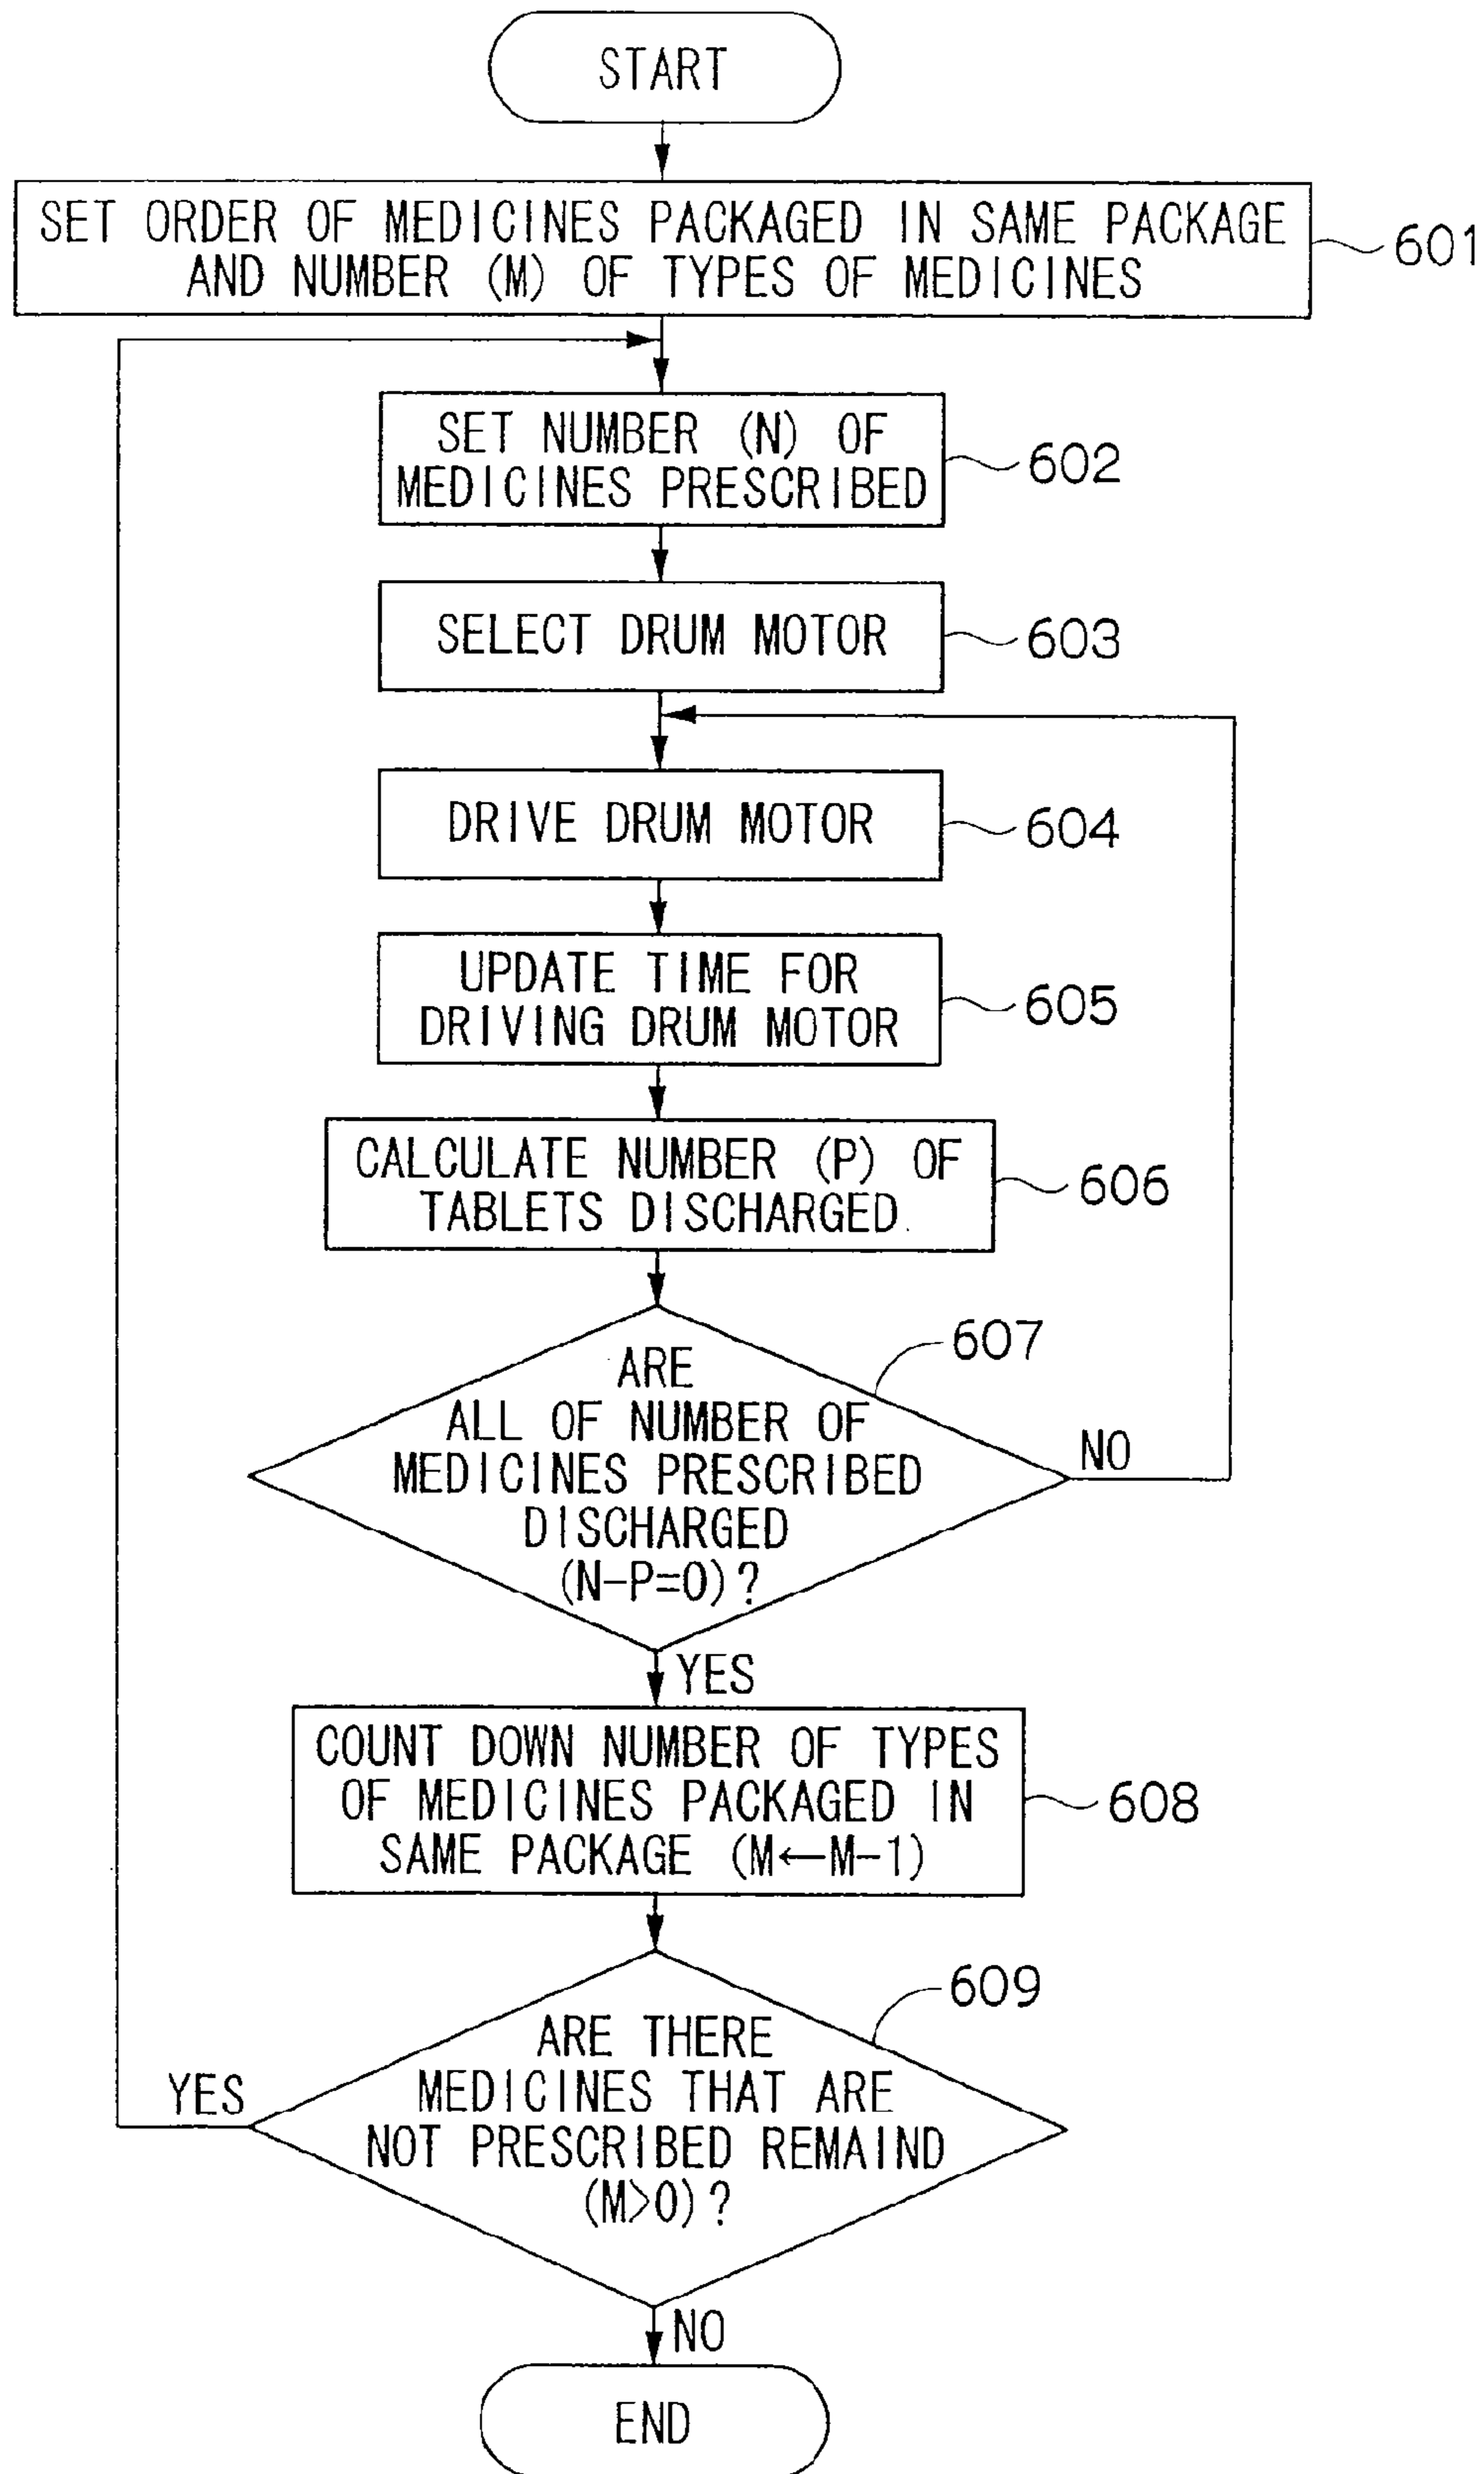 START
SET ORDER OF MEDICINES PACKAGED IN SAME PACKAGE
AND NUMBER (M) OF TYPES OF MEDICINES
601
SET NUMBER (N) OF
MEDICINES PRESCRIBED
602
SELECT DRUM MOTOR
603
DRIVE DRUM MOTOR
604
UPDATE TIME FOR
DRIVING DRUM MOTOR
605
CALCULATE NUMBER (P) OF
TABLETS DISCHARGED
606
607
ARE
ALL OF NUMBER OF
MEDICINES PRESCRIBED
DISCHARGED
(N-P=0)?
NO
YES
COUNT DOWN NUMBER OF TYPES
OF MEDICINES PACKAGED IN
SAME PACKAGE (M←M-1)
608
609
ARE THERE
MEDICINES THAT ARE
NOT PRESCRIBED REMAIND
(M>0)?
YES
NO
END